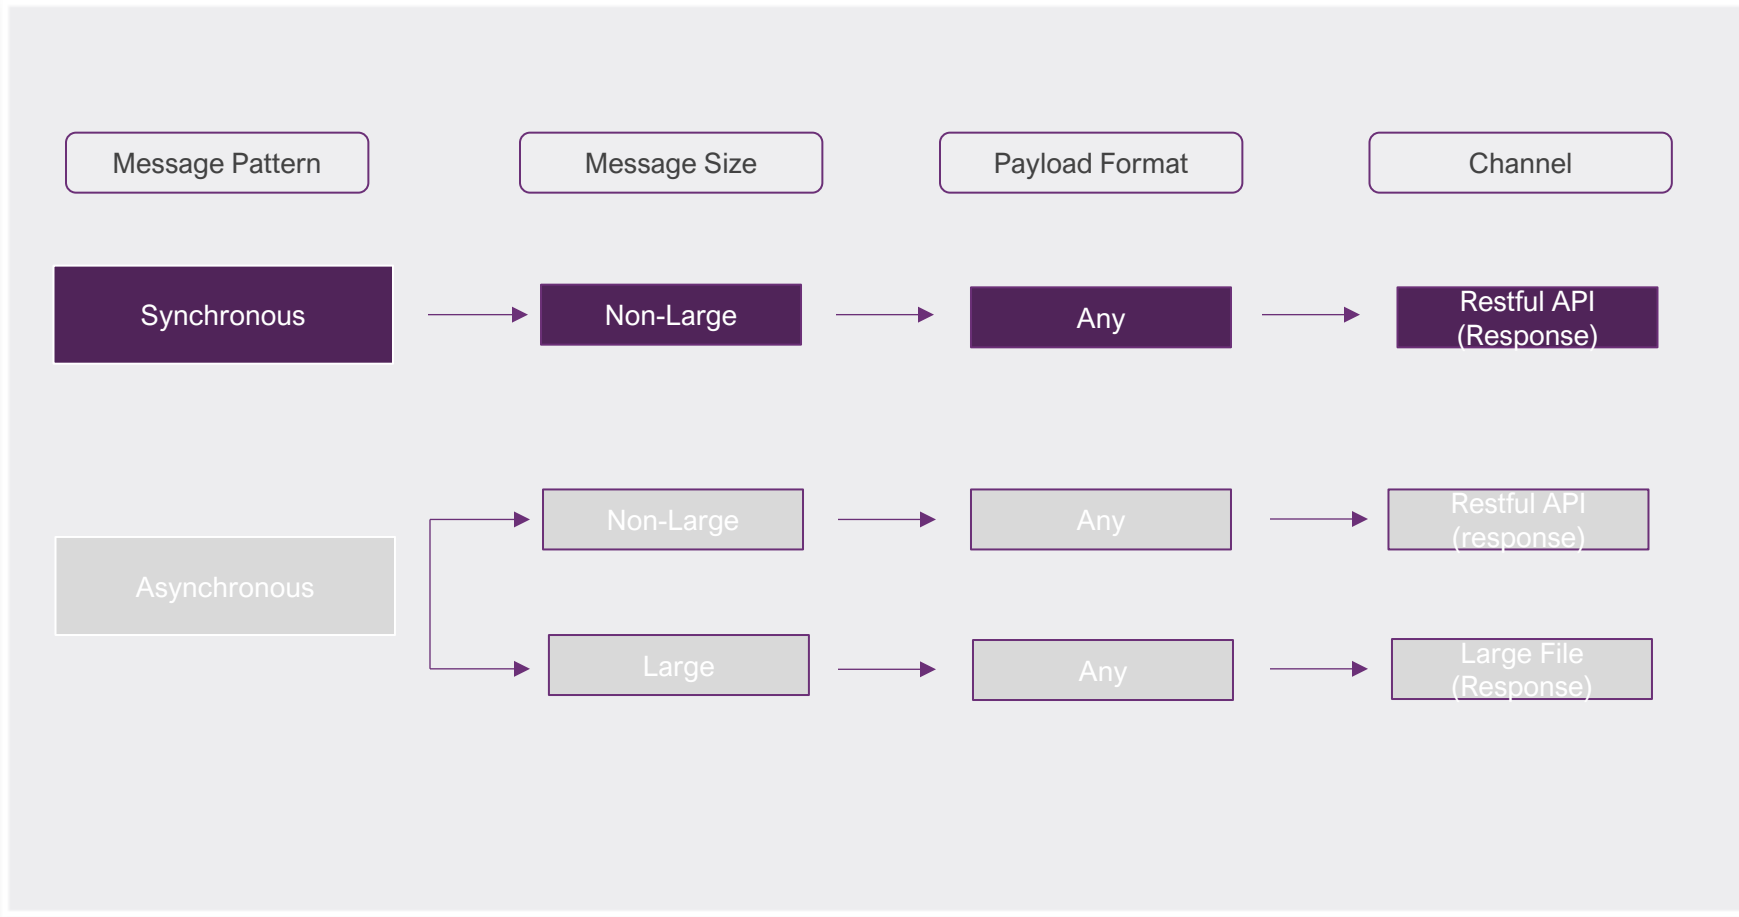 Message Pattern
Message Size
Payload Format
Channel
Synchronous
Non-Large
Any
Restful API
(Response)
Asynchronous
Non-Large
Any
Restful API
(response)
Large
Any
Large File
(Response)